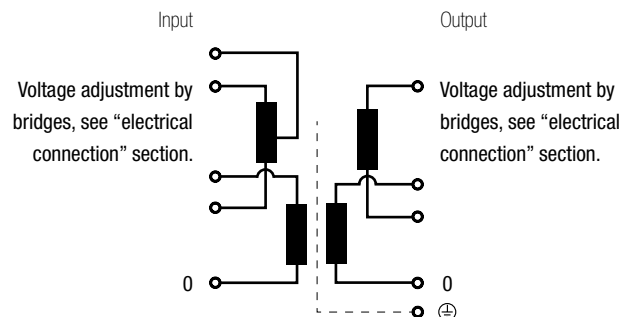 Input
Output
Voltage adjustment by
bridges, see “electrical
connection” section.
Voltage adjustment by
bridges, see “electrical
connection” section.
0
0